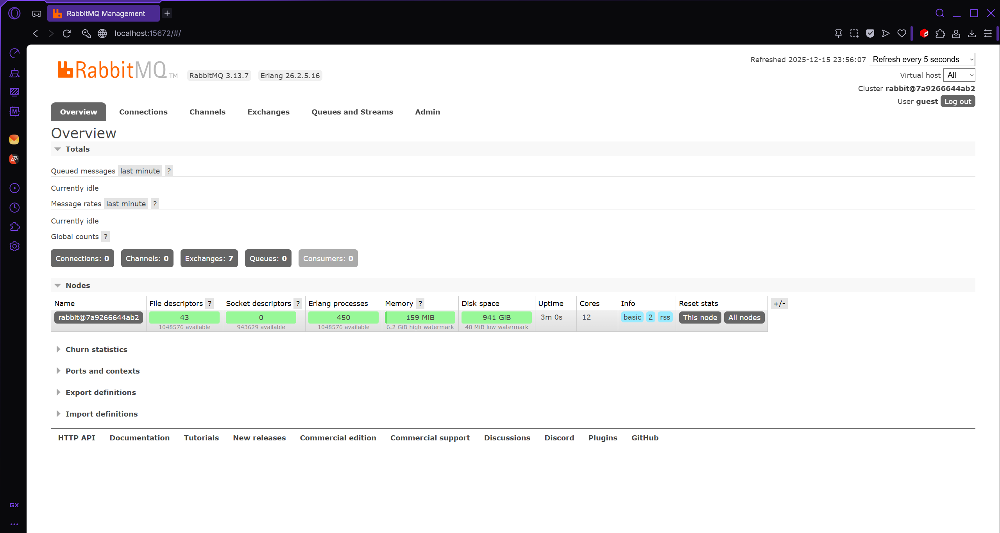 RabbitMQ Management
localhost:15672/#/
RabbitMQ TM RabbitMQ 3.13.7 Erlang 26.2.5.16
Refreshed 2025-12-15 23:56:07 Refresh every 5 seconds
Virtual host All
Cluster rabbit@7a9266644ab2
User guest Log out
Overview Connections Channels Exchanges Queues and Streams Admin
Overview
Totals
Queued messages last minute ?
Currently idle
Message rates last minute ?
Currently idle
Global counts ?
Connections: 0 Channels: 0 Exchanges: 7 Queues: 0 Consumers: 0
Nodes
Name File descriptors ? Socket descriptors ? Erlang processes Memory ? Disk space Uptime Cores Info Reset stats +/-
rabbit@7a9266644ab2 43 0 450 159 MiB 941 GiB 3m 0s 12 basic 2 rss This node All nodes
1048576 available 943629 available 1048576 available 6.2 GiB high watermark 48 MiB low watermark
Churn statistics
Ports and contexts
Export definitions
Import definitions
HTTP API Documentation Tutorials New releases Commercial edition Commercial support Discussions Discord Plugins GitHub
M
Aあ
GX